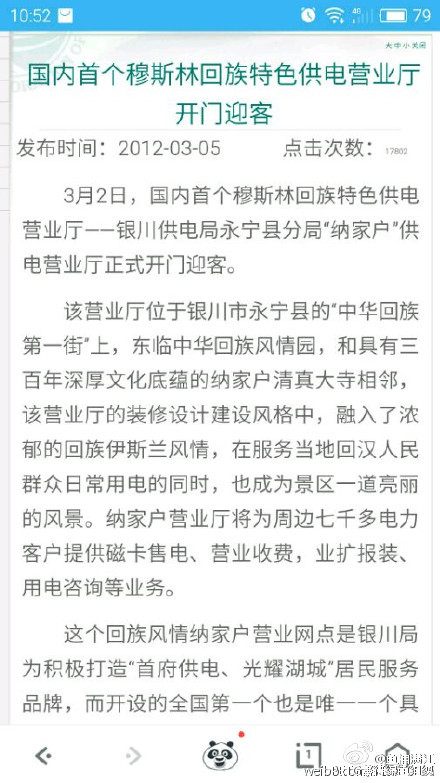 10:52
4G
79
大 中 小 关闭
国内首个穆斯林回族特色供电营业厅
开门迎客
发布时间：2012-03-05 点击次数：17802
3月2日，国内首个穆斯林回族特色供电
营业厅——银川供电局永宁县分局“纳家户”供
电营业厅正式开门迎客。
该营业厅位于银川市永宁县的“中华回族
第一街”上，东临中华回族风情园，和具有三
百年深厚文化底蕴的纳家户清真大寺相邻，
该营业厅的装修设计建设风格中，融入了浓
郁的回族伊斯兰风情，在服务当地回汉人民
群众日常用电的同时，也成为景区一道亮丽
的风景。纳家户营业厅将为周边七千多电力
客户提供磁卡售电、营业收费，业扩报装、
用电咨询等业务。
这个回族风情纳家户营业网点是银川局
为积极打造“首府供电、光耀湖城”居民服务
品牌，而开设的全国第一个也是唯一一个具
1